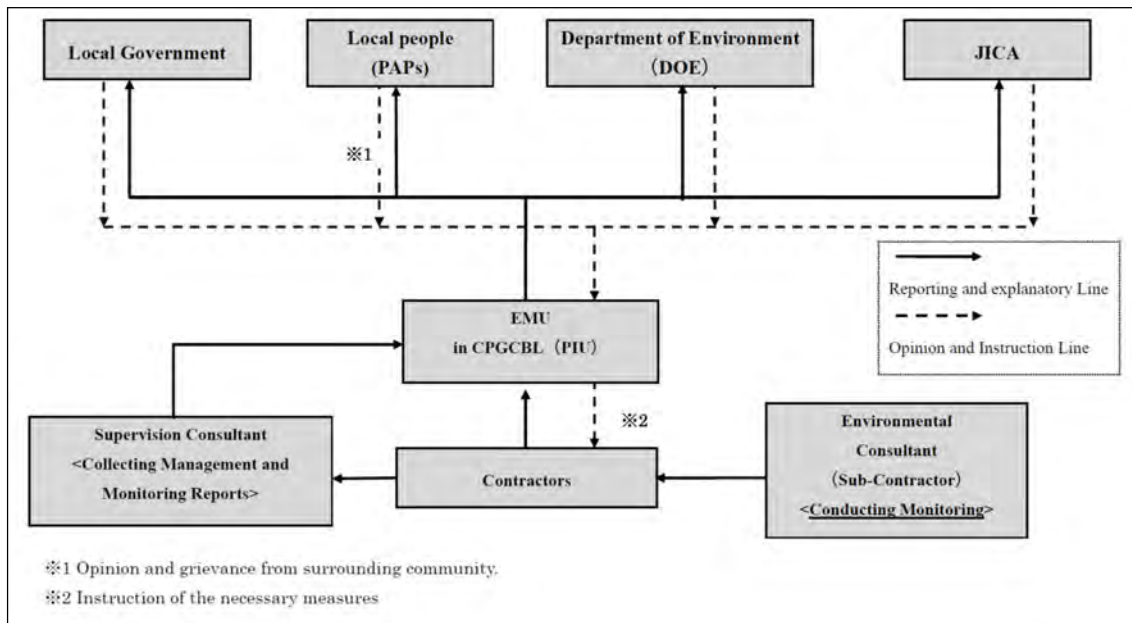 Local Government
Local people
(PAPs)
Department of Environment
（DOE）
JICA
※1
Reporting and explanatory Line
Opinion and Instruction Line
EMU
in CPGCBL（PIU）
※2
Supervision Consultant
<Collecting Management and
Monitoring Reports>
Contractors
Environmental
Consultant
（Sub-Contractor）
<Conducting Monitoring>
※1 Opinion and grievance from surrounding community.
※2 Instruction of the necessary measures